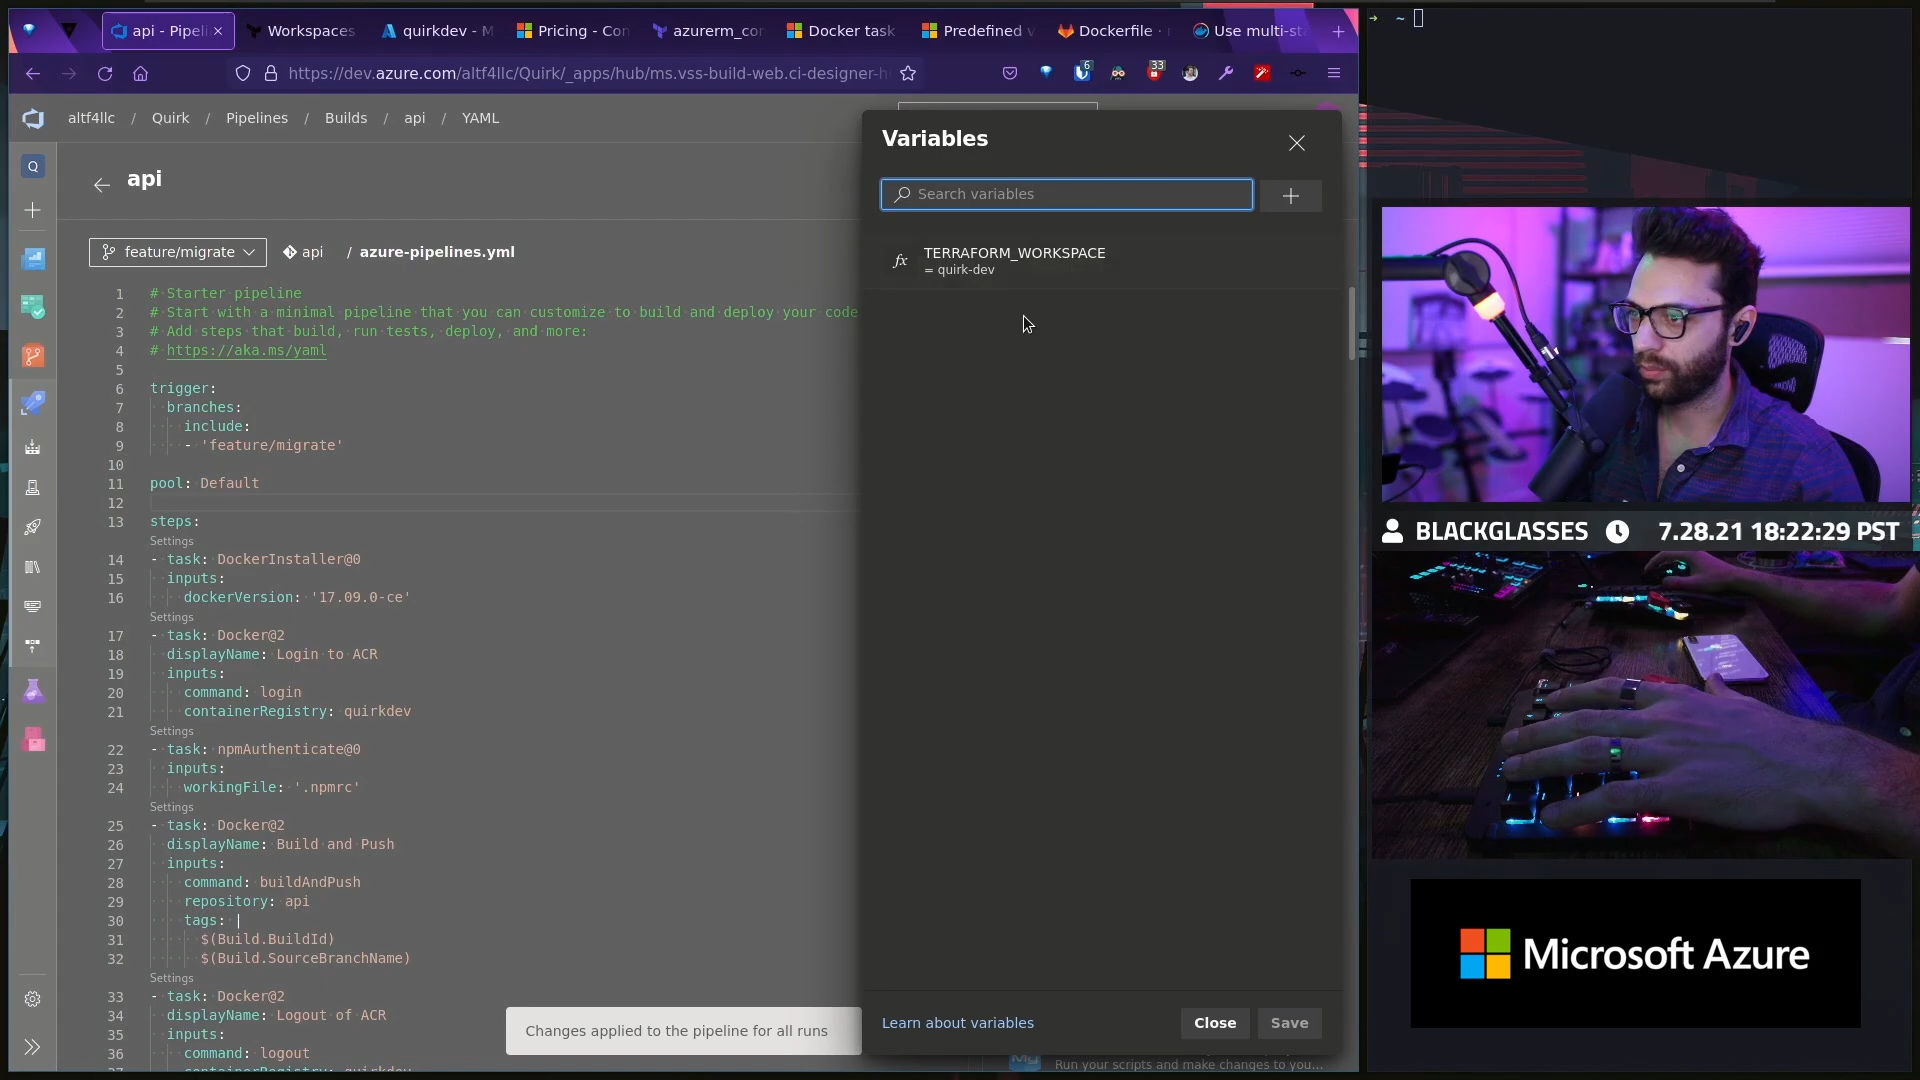 api - Pipeli
Workspaces
quirkdev - M
Pricing - Con
azurerm_con
Docker task
Predefined v
Dockerfile ·
Use multi-sta
https://dev.azure.com/altf4llc/Quirk/_apps/hub/ms.vss-build-web.ci-designer-h
6
33
altf4llc / Quirk / Pipelines / Builds / api / YAML
Q
api
feature/migrate
api / azure-pipelines.yml
1 # Starter pipeline
2 # Start with a minimal pipeline that you can customize to build and deploy your code
3 # Add steps that build, run tests, deploy, and more:
4 # https://aka.ms/yaml
5
6 trigger:
7 branches:
8 include:
9 - 'feature/migrate'
10
11 pool: Default
12
13 steps:
Settings
14 - task: DockerInstaller@0
15 inputs:
16 dockerVersion: '17.09.0-ce'
Settings
17 - task: Docker@2
18 displayName: Login to ACR
19 inputs:
20 command: login
21 containerRegistry: quirkdev
Settings
22 - task: npmAuthenticate@0
23 inputs:
24 workingFile: '.npmrc'
Settings
25 - task: Docker@2
26 displayName: Build and Push
27 inputs:
28 command: buildAndPush
29 repository: api
30 tags: |
31 $(Build.BuildId)
32 $(Build.SourceBranchName)
Settings
33 - task: Docker@2
34 displayName: Logout of ACR
35 inputs:
36 command: logout
37 containerRegistry: quirkdev
Changes applied to the pipeline for all runs
Variables
Search variables
fx TERRAFORM_WORKSPACE
= quirk-dev
Learn about variables
Close
Save
Run your scripts and make changes to you...
~
BLACKGLASSES 7.28.21 18:22:29 PST
Microsoft Azure